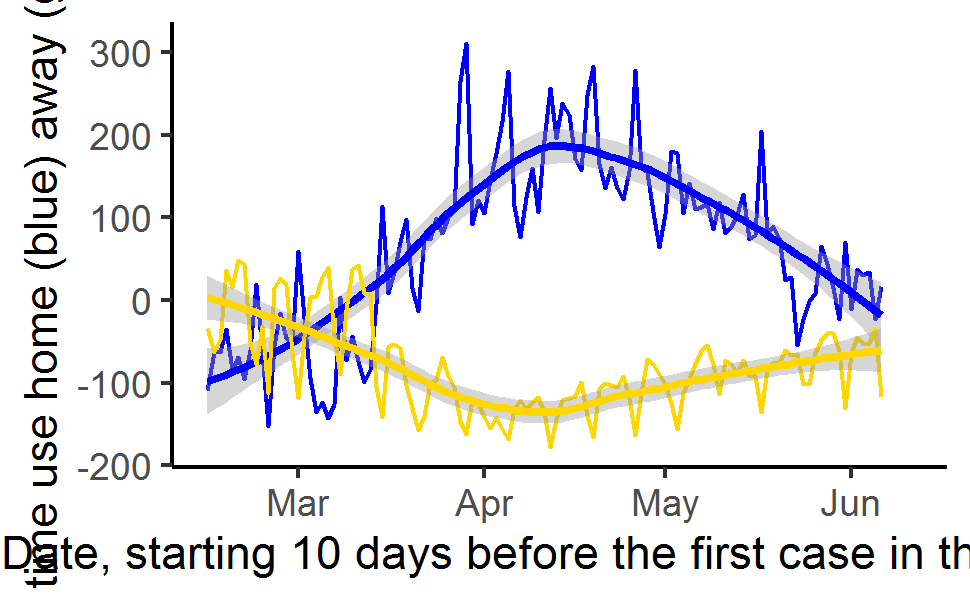 time use home (blue) away (g
300
200
100
0
-100
-200
Mar Apr May Jun
Date, starting 10 days before the first case in th